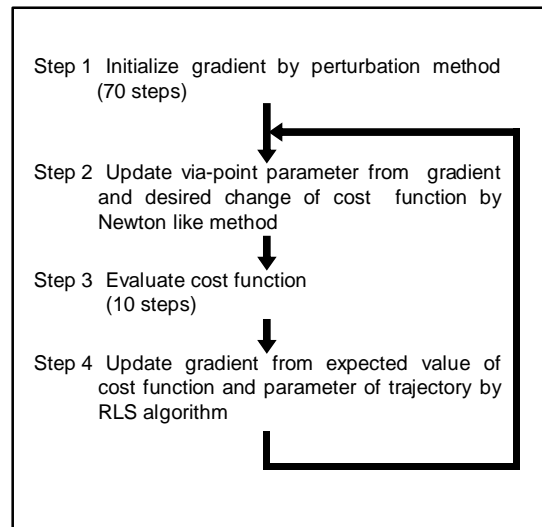 Step 1 Initialize gradient by perturbation method
(70 steps)
Step 2 Update via-point parameter from gradient
and desired change of cost function by
Newton like method
Step 3 Evaluate cost function
(10 steps)
Step 4 Update gradient from expected value of
cost function and parameter of trajectory by
RLS algorithm